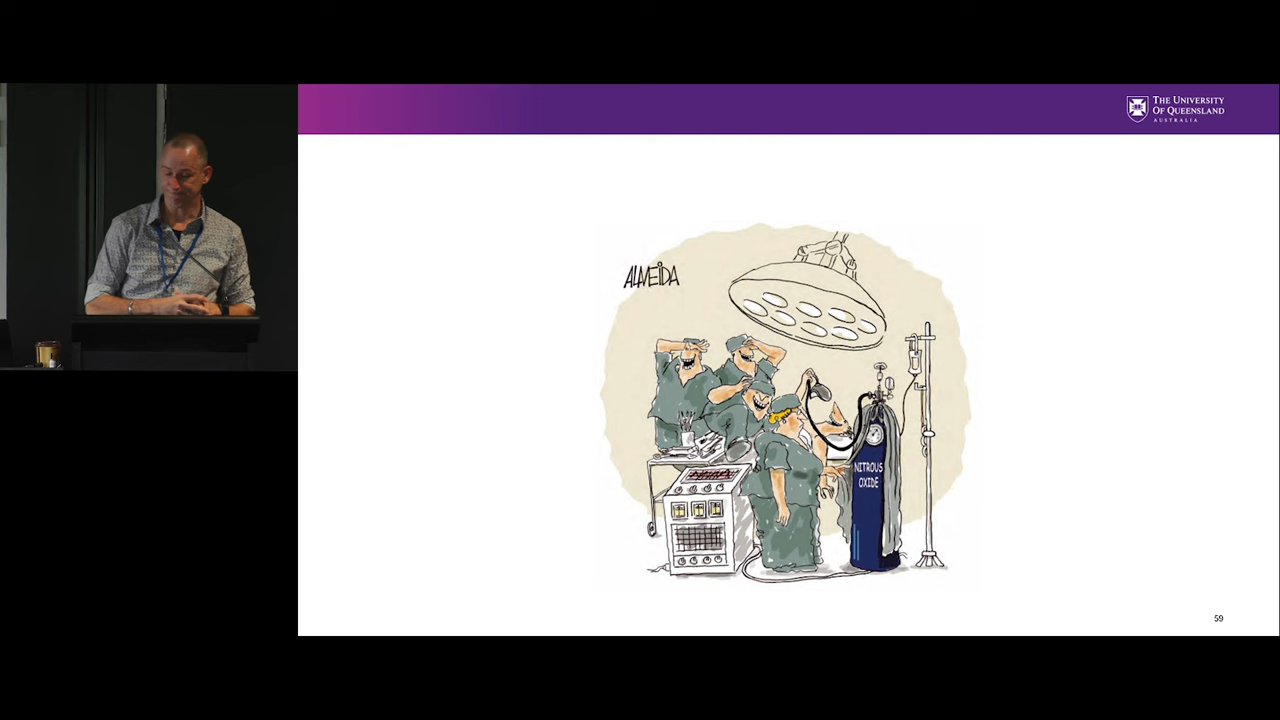 THE UNIVERSITY
OF QUEENSLAND
AUSTRALIA
ALMEIDA
NITROUS
OXIDE
59